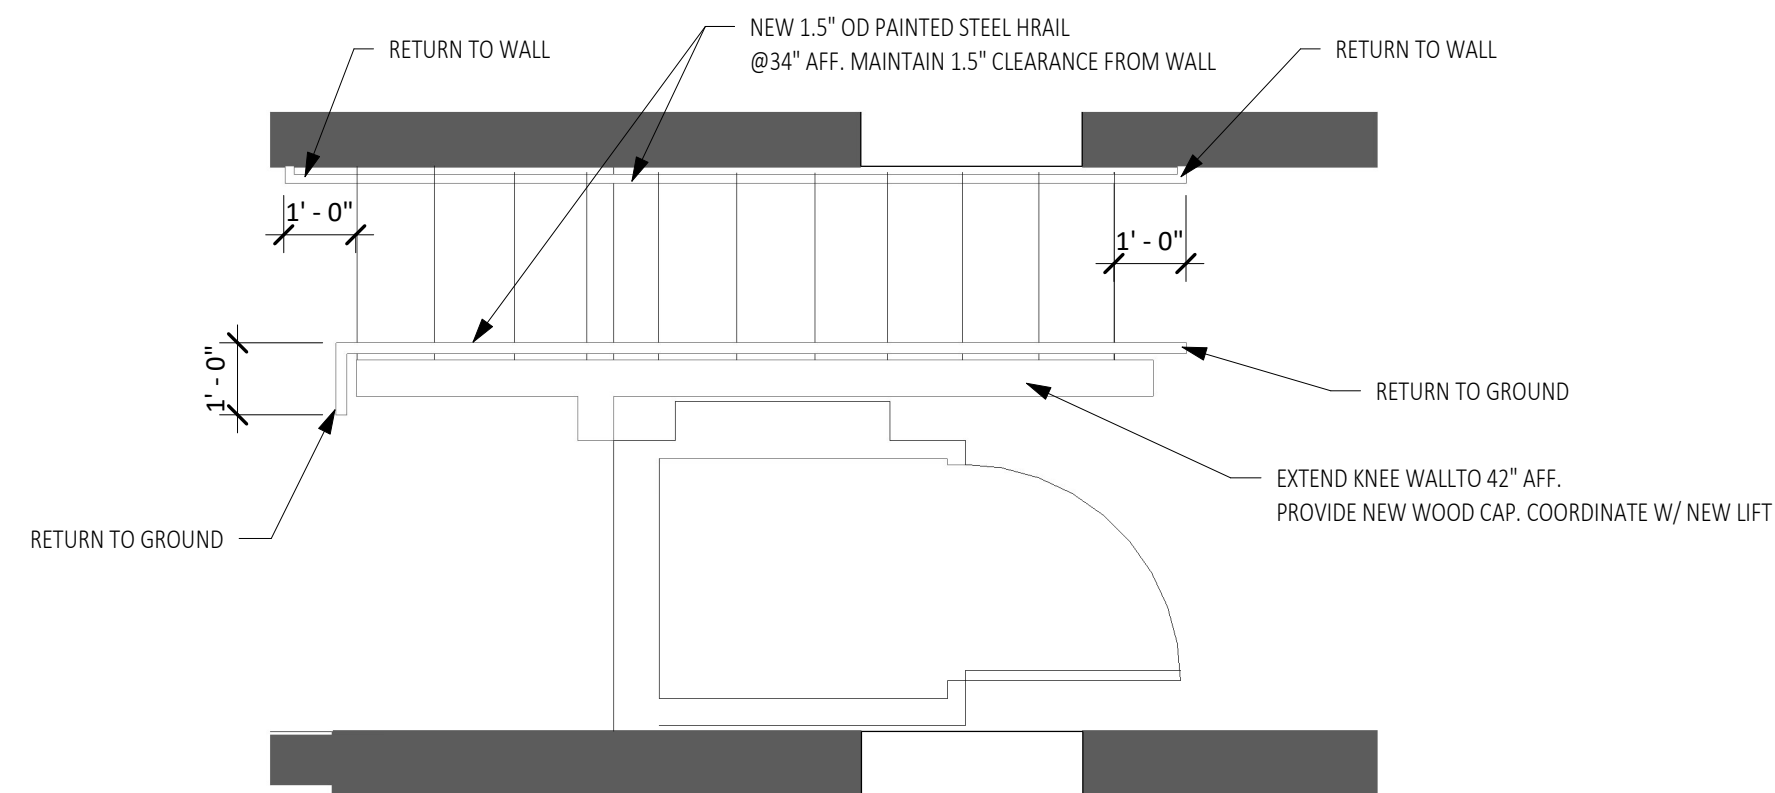 NEW 1.5" OD PAINTED STEEL HRAIL
@34" AFF. MAINTAIN 1.5" CLEARANCE FROM WALL
RETURN TO WALL
RETURN TO WALL
1' - 0"
1' - 0"
1' - 0"
RETURN TO GROUND
EXTEND KNEE WALLTO 42" AFF.
PROVIDE NEW WOOD CAP. COORDINATE W/ NEW LIFT
RETURN TO GROUND